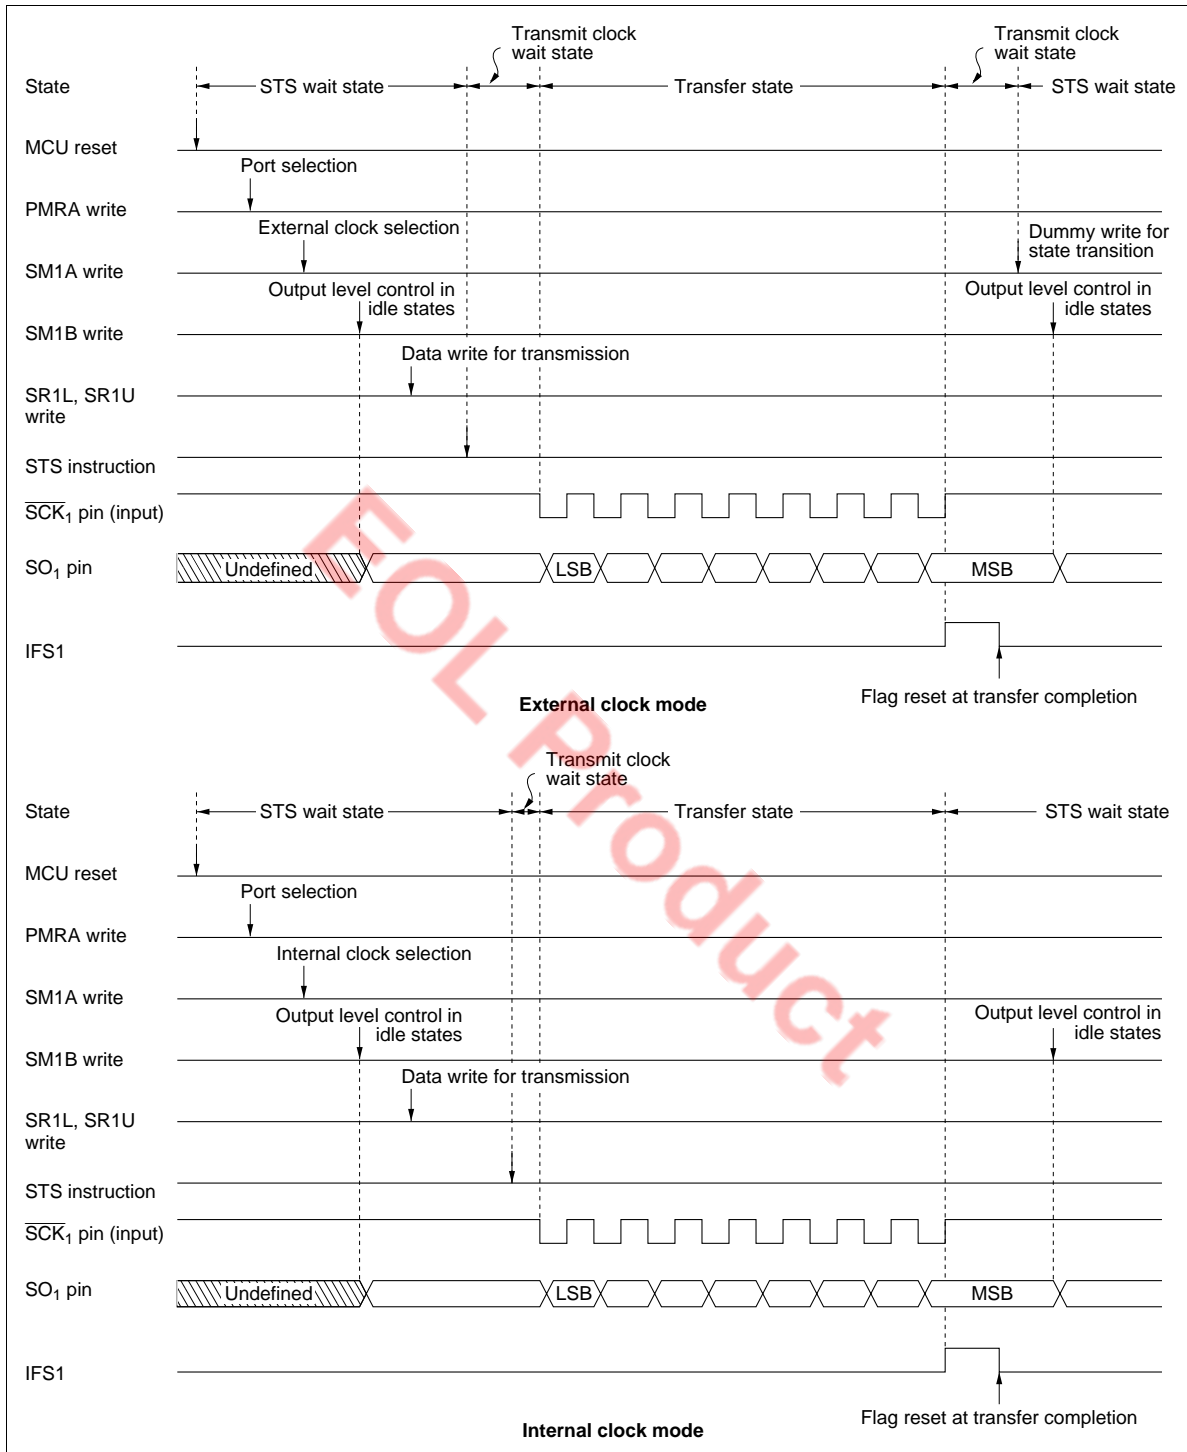 Transmit clock
wait state
Transmit clock
wait state
State
STS wait state
Transfer state
STS wait state
MCU reset
Port selection
PMRA write
External clock selection
Dummy write for
state transition
SM1A write
Output level control in
idle states
Output level control in
idle states
SM1B write
Data write for transmission
SR1L, SR1U
write
STS instruction
SCK1 pin (input)
SO1 pin
Undefined
LSB
MSB
IFS1
Flag reset at transfer completion
External clock mode
Transmit clock
wait state
State
STS wait state
Transfer state
STS wait state
MCU reset
Port selection
PMRA write
Internal clock selection
SM1A write
Output level control in
idle states
Output level control in
idle states
SM1B write
Data write for transmission
SR1L, SR1U
write
STS instruction
SCK1 pin (input)
SO1 pin
Undefined
LSB
MSB
IFS1
Flag reset at transfer completion
Internal clock mode
EOL Product